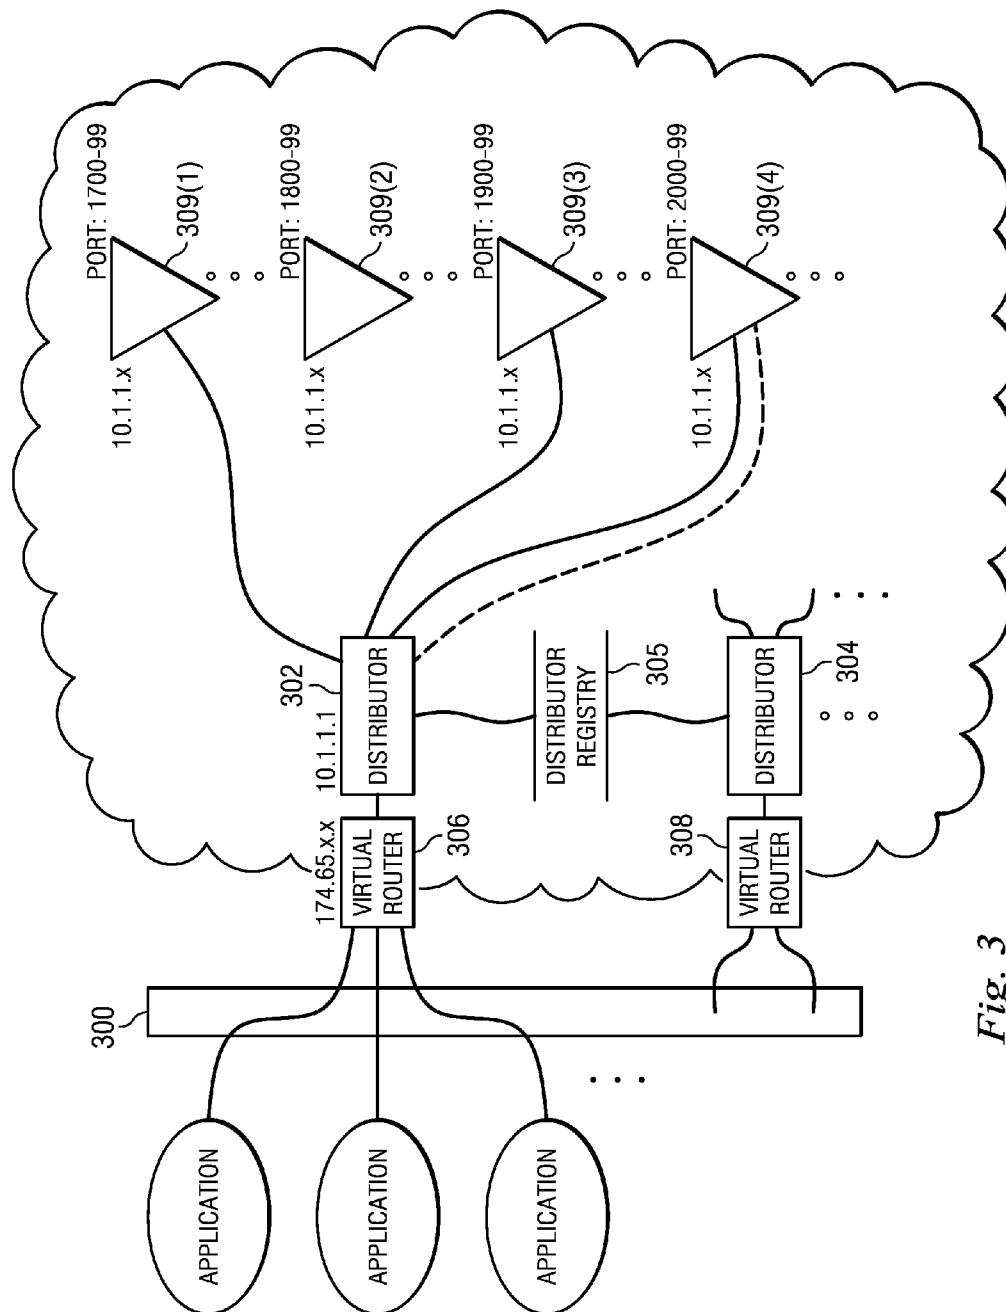 APPLICATION
APPLICATION
APPLICATION
300
174.65.x.x
VIRTUAL
ROUTER
306
10.1.1.1
302
DISTRIBUTOR
DISTRIBUTOR
REGISTRY
305
VIRTUAL
ROUTER
308
DISTRIBUTOR
304
10.1.1.x
PORT: 1700-99
309(1)
10.1.1.x
PORT: 1800-99
309(2)
10.1.1.x
PORT: 1900-99
309(3)
10.1.1.x
PORT: 2000-99
309(4)
Fig. 3